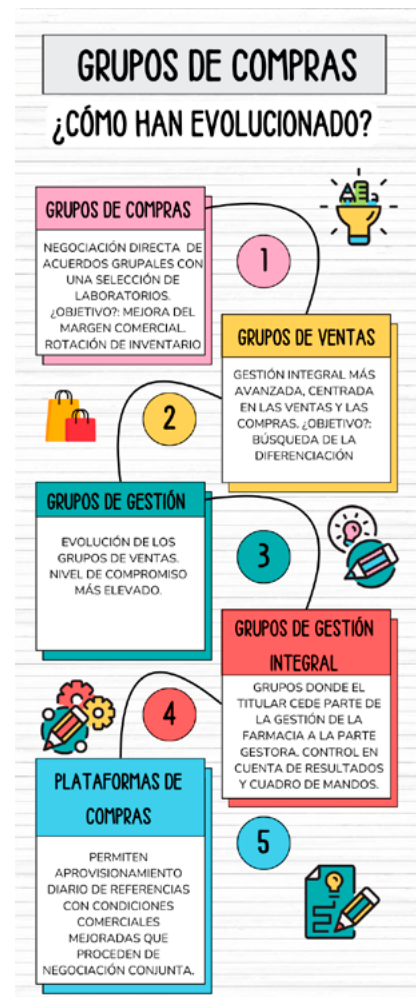 GRUPOS DE COMPRAS
¿CÓMO HAN EVOLUCIONADO?
GRUPOS DE COMPRAS
NEGOCIACIÓN DIRECTA DE
ACUERDOS GRUPALES CON
UNA SELECCIÓN DE
LABORATORIOS.
¿OBJETIVO?: MEJORA DEL
MARGEN COMERCIAL.
ROTACIÓN DE INVENTARIO
1
GRUPOS DE VENTAS
GESTIÓN INTEGRAL MÁS
AVANZADA, CENTRADA
EN LAS VENTAS Y LAS
COMPRAS. ¿OBJETIVO?:
BÚSQUEDA DE LA
DIFERENCIACIÓN
2
GRUPOS DE GESTIÓN
EVOLUCIÓN DE LOS
GRUPOS DE VENTAS.
NIVEL DE COMPROMISO
MÁS ELEVADO.
3
GRUPOS DE GESTIÓN
INTEGRAL
GRUPOS DONDE EL
TITULAR CEDE PARTE DE
LA GESTIÓN DE LA
FARMACIA A LA PARTE
GESTORA. CONTROL EN
CUENTA DE RESULTADOS
Y CUADRO DE MANDOS.
4
PLATAFORMAS DE
COMPRAS
PERMITEN
APROVISIONAMIENTO
DIARIO DE REFERENCIAS
CON CONDICIONES
COMERCIALES
MEJORADAS QUE
PROCEDEN DE
NEGOCIACIÓN CONJUNTA.
5